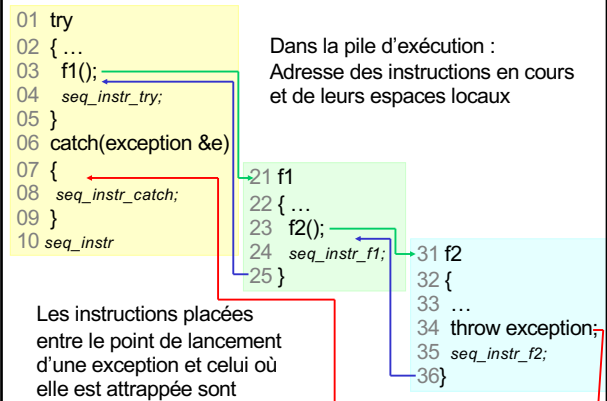 01 try
02 { …
03 f1();
04 seq_instr_try;
05 }
06 catch(exception &e)
07 {
08 seq_instr_catch;
09 }
10 seq_instr
Dans la pile d’exécution :
Adresse des instructions en cours
et de leurs espaces locaux
21 f1
22 { …
23 f2();
24 seq_instr_f1;
25 }
31 f2
32 {
33 …
34 throw exception;
35 seq_instr_f2;
36}
Les instructions placées
entre le point de lancement
d’une exception et celui où
elle est attrappée sont